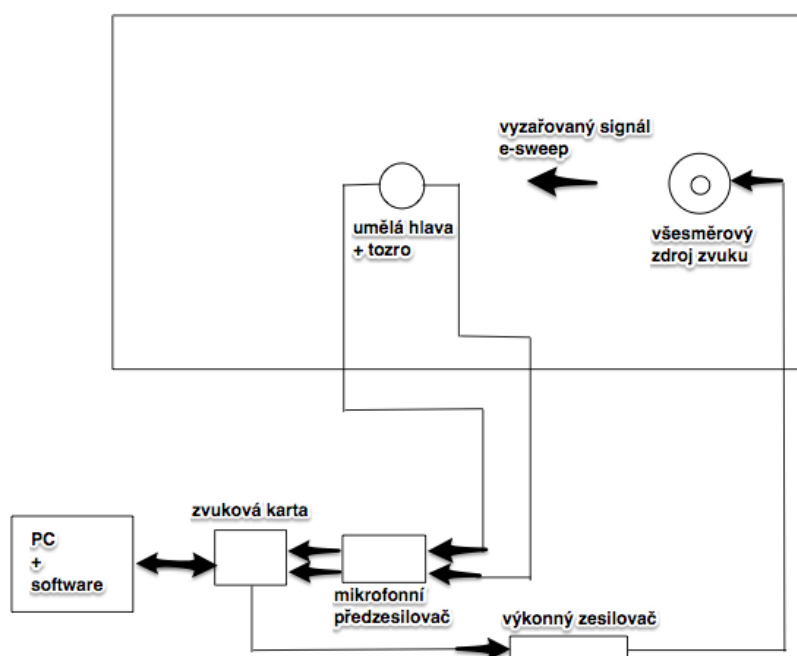 vyzařovaný signál
e-sweep
umělá hlava
+ tozro
všesměrový
zdroj zvuku
zvuková karta
PC
+
software
mikrofonní
předzesilovač
výkonný zesilovač